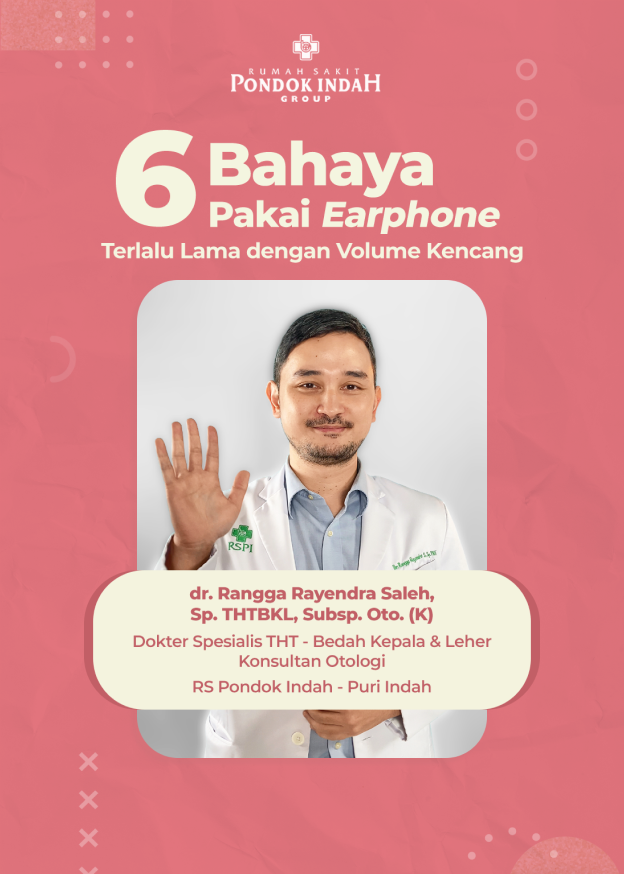 RUMAH SAKIT
PONDOK INDAH
GROUP
6 Bahaya
Pakai Earphone
Terlalu Lama dengan Volume Kencang
RSPI
dr. Rangga Rayendra Saleh,
Sp. THTBKL, Subsp. Oto. (K)
Dokter Spesialis THT - Bedah Kepala & Leher
Konsultan Otologi
RS Pondok Indah - Puri Indah